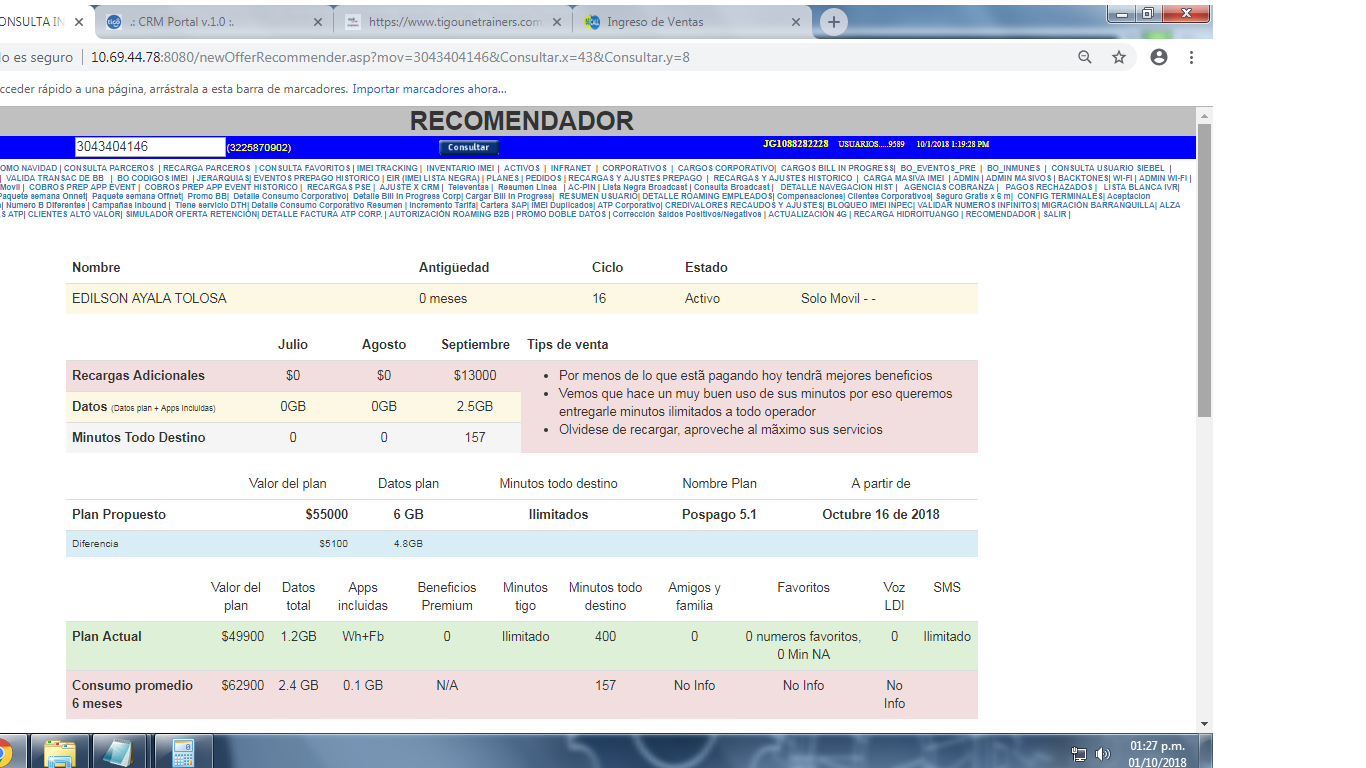 ONSULTA IN
.: CRM Portal v.1.0 :.
https://www.tigounetrainers.com
Ingreso de Ventas
lo es seguro | 10.69.44.78:8080/newOfferRecommender.asp?mov=3043404146&Consultar.x=43&Consultar.y=8
cceder rápido a una página, arrástrala a esta barra de marcadores. Importar marcadores ahora...
RECOMENDADOR
3043404146 (3225870902) Consultar JG1088282228 USUARIOS.....9589 10/1/2018 1:19:28 PM
OMO NAVIDAD | CONSULTA PARCEROS | RECARGA PARCEROS | CONSULTA FAVORITOS | IMEI TRACKING | INVENTARIO IMEI | ACTIVOS | INFRANET | CORPORATIVOS | CARGOS CORPORATIVO| CARGOS BILL IN PROGRESS| BO_EVENTOS_PRE | BO_INMUNES | CONSULTA USUARIO SIEBEL |
| VALIDA TRANSAC DE BB | BO CODIGOS IMEI | JERARQUIAS| EVENTOS PREPAGO HISTORICO | EIR (IMEI LISTA NEGRA) | PLANES | PEDIDOS | RECARGAS Y AJUSTES PREPAGO | RECARGAS Y AJUSTES HISTORICO | CARGA MASIVA IMEI | ADMIN | ADMIN MASIVOS | BACKTONES| WI-FI | ADMIN WI-FI |
Movil | COBROS PREP APP EVENT | COBROS PREP APP EVENT HISTORICO | RECARGAS PSE | AJUSTE X CRM | Televentas | Resumen Linea | AC-PIN | Lista Negra Broadcast | Consulta Broadcast | DETALLE NAVEGACION HIST | AGENCIAS COBRANZA | PAGOS RECHAZADOS | LISTA BLANCA IVR|
Paquete semana Onnet| Paquete semana Offnet| Promo BB| Detalle Consumo Corporativo| Detalle Bill in Progress Corp| Cargar Bill in Progress| RESUMEN USUARIO| DETALLE ROAMING EMPLEADOS| Compensaciones| Clientes Corporativos| Seguro Gratis x 6 m| CONFIG TERMINALES| Aceptacion
| Numero B Diferentes | Campañas Inbound | Tiene servicio DTH| Detalle Consumo Resumen | Incremento Tarifa| Cartera SAP| IMEI Duplicados| ATP Corporativo| CREDIVALORES RECAUDOS Y AJUSTES| BLOQUEO IMEI INPEC| VALIDAR NUMEROS INFINITOS| MIGRACIÓN BARRANQUILLA| ALZA
S ATP| CLIENTES ALTO VALOR| SIMULADOR OFERTA RETENCIÓN| DETALLE FACTURA ATP CORP. | AUTORIZACIÓN ROAMING B2B | PROMO DOBLE DATOS | Corrección Saldos Positivos/Negativos | ACTUALIZACIÓN 4G | RECARGA HIDROITUANGO | RECOMENDADOR | SALIR |
Nombre Antigüedad Ciclo Estado
EDILSON AYALA TOLOSA 0 meses 16 Activo Solo Movil - -
Julio Agosto Septiembre Tips de venta
Recargas Adicionales $0 $0 $13000
Datos (Datos plan + Apps Incluidas) 0GB 0GB 2.5GB
Minutos Todo Destino 0 0 157
• Por menos de lo que estã pagando hoy tendrã mejores beneficios
• Vemos que hace un muy buen uso de sus minutos por eso queremos
entregarle minutos ilimitados a todo operador
• Olvidese de recargar, aproveche al mãximo sus servicios
Valor del plan Datos plan Minutos todo destino Nombre Plan A partir de
Plan Propuesto $55000 6 GB Ilimitados Pospago 5.1 Octubre 16 de 2018
Diferencia $5100 4.8GB
Valor del Datos Apps Beneficios Minutos Minutos todo Amigos y Favoritos Voz SMS
plan total incluidas Premium tigo destino familia LDI
Plan Actual $49900 1.2GB Wh+Fb 0 Ilimitado 400 0 0 numeros favoritos, 0 Ilimitado
0 Min NA
Consumo promedio $62900 2.4 GB 0.1 GB N/A 157 No Info No Info No
6 meses Info
01:27 p.m.
01/10/2018